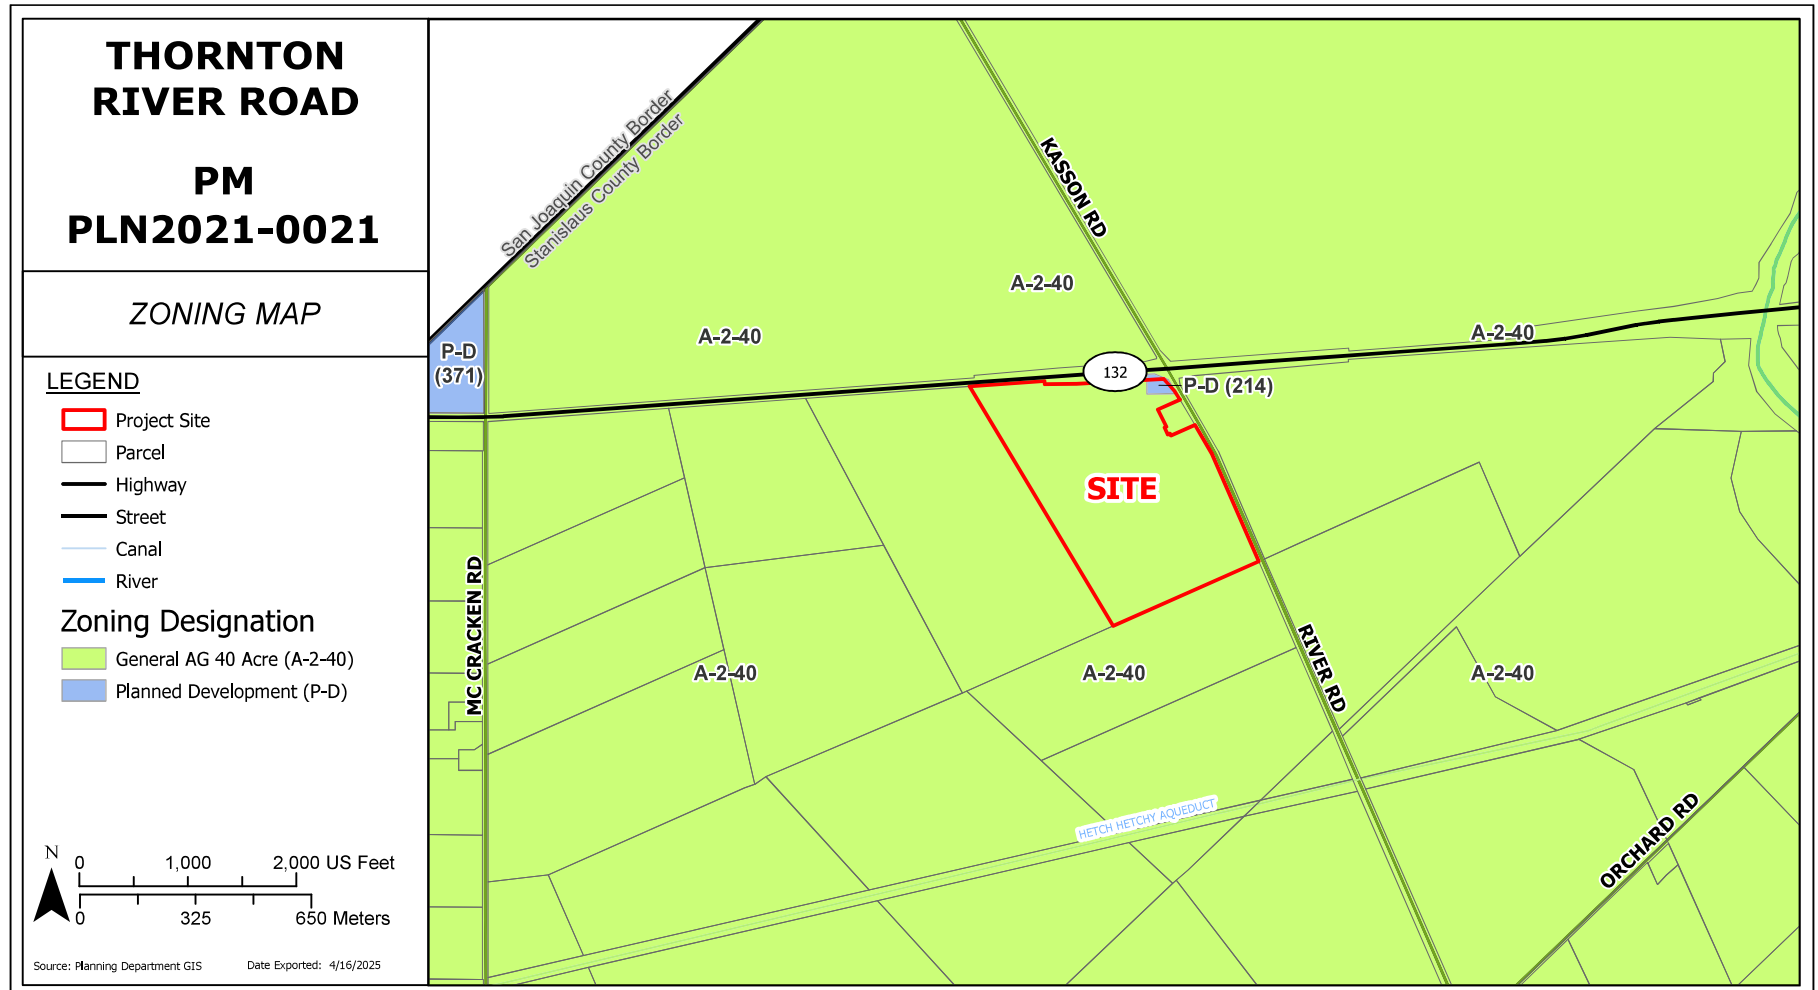 THORNTON
RIVER ROAD
PM
PLN2021-0021
ZONING MAP
LEGEND
Project Site
Parcel
Highway
Street
Canal
River
Zoning Designation
General AG 40 Acre (A-2-40)
Planned Development (P-D)
N
0 1,000 2,000 US Feet
0 325 650 Meters
Source: Planning Department GIS Date Exported: 4/16/2025
San Joaquin County Border
Stanislaus County Border
KASSON RD
A-2-40
A-2-40
A-2-40
P-D
(371)
132
P-D (214)
SITE
MC CRACKEN RD
RIVER RD
A-2-40
A-2-40
A-2-40
HETCH HETCHY AQUEDUCT
ORCHARD RD